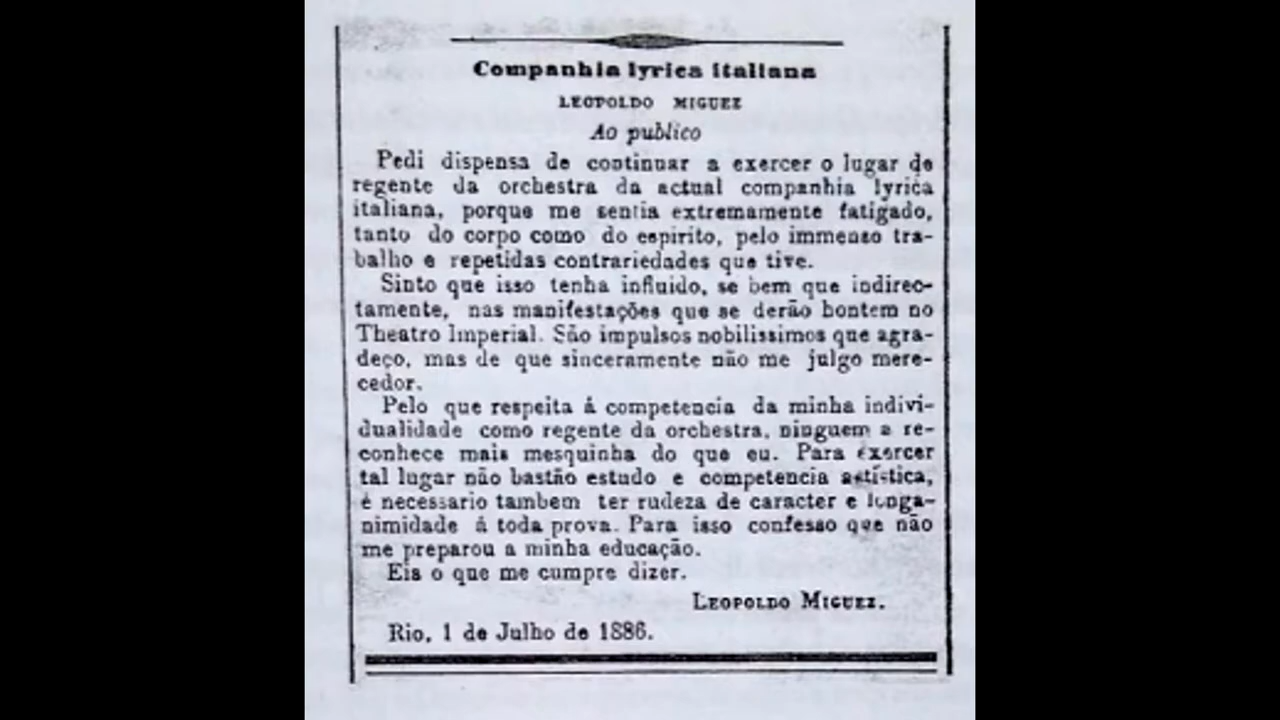 Companhia lyrica italiana
LEOPOLDO MIGUEZ
Ao publico
Pedi dispensa de continuar a exercer o lugar de
regente da orchestra da actual companhia lyrica
italiana, porque me sentia extremamente fatigado,
tanto do corpo como do espirito, pelo immenso tra-
balho e repetidas contrariedades que tive.
Sinto que isso tenha influido, se bem que indirec-
tamente, nas manifestações que se derão hontem no
Theatro Imperial. São impulsos nobilissimos que agra-
deço, mas de que sinceramente não me julgo mere-
cedor.
Pelo que respeita á competencia da minha indivi-
dualidade como regente da orchestra, ninguem a re-
conhece mais mesquinha do que eu. Para exercer
tal lugar não bastão estudo e competencia artistica,
é necessario tambem ter rudeza de caracter e longa-
nimidade á toda prova. Para isso confesso que não
me preparou a minha educação.
Eis o que me cumpre dizer.
LEOPOLDO MIGUEZ.
Rio, 1 de Julho de 1886.